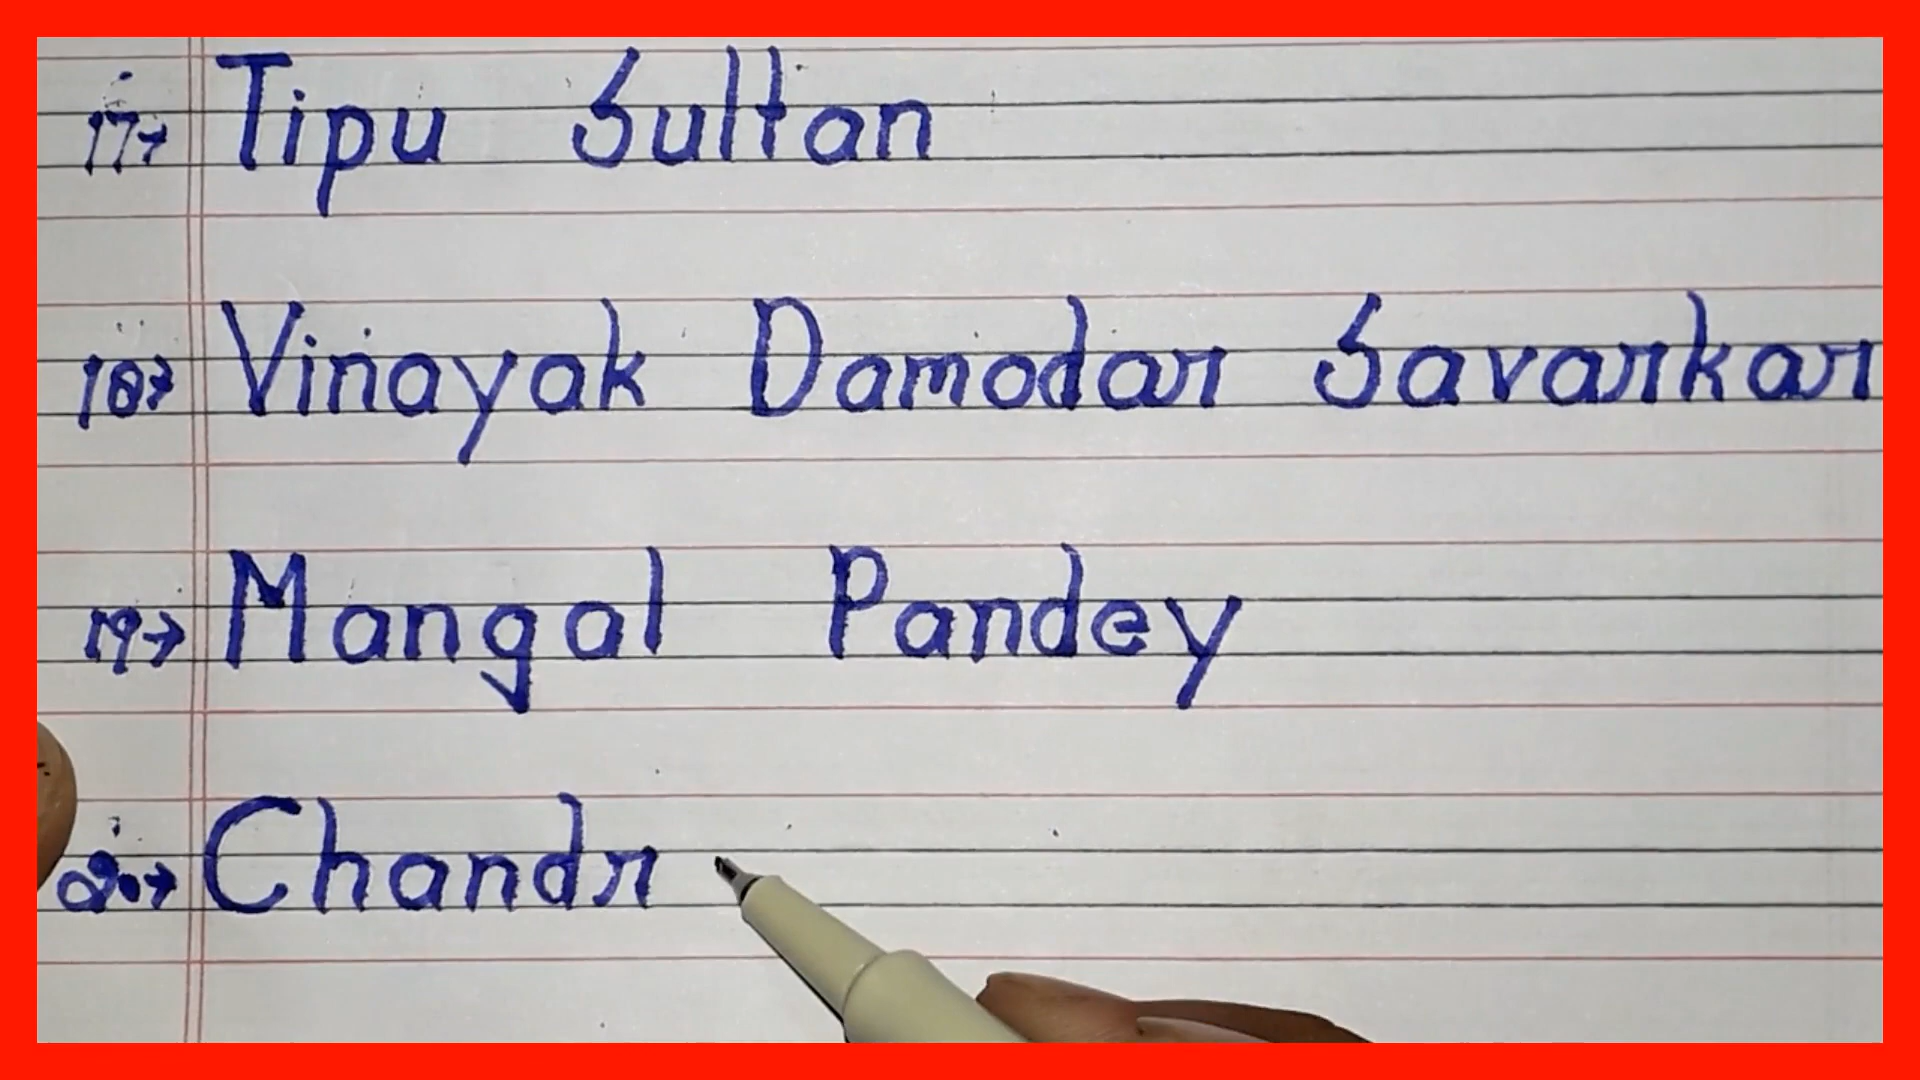 17→ Tipu Sultan
18→ Vinayak Damodar Savarkar
19→ Mangal Pandey
20→ Chandr